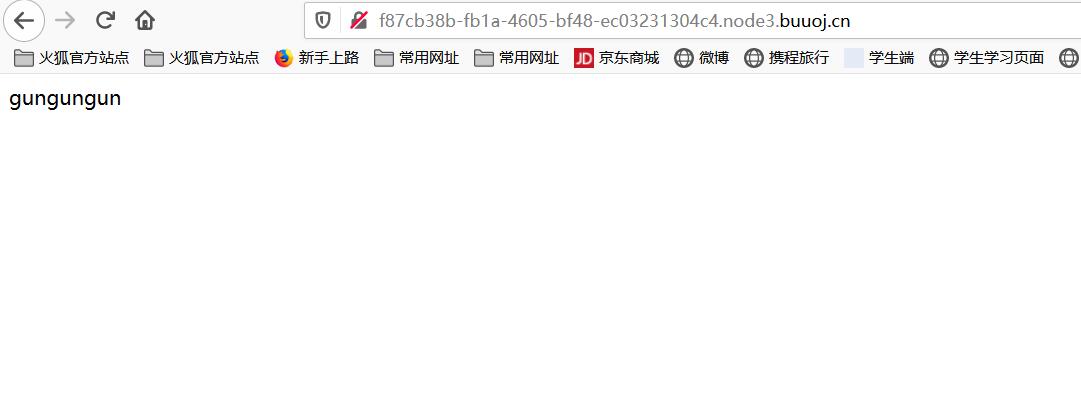 f87cb38b-fb1a-4605-bf48-ec03231304c4.node3.buuoj.cn
火狐官方站点 火狐官方站点 新手上路 常用网址 常用网址 JD 京东商城 微博 携程旅行 学生端 学生学习页面
gungungun